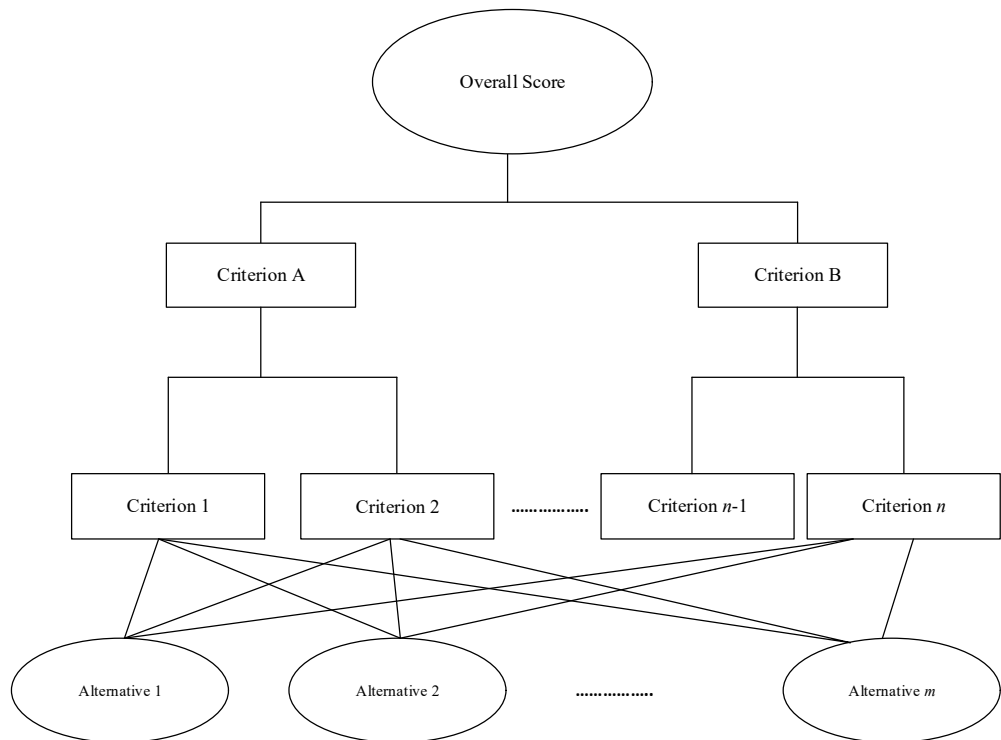 Overall Score
Criterion A
Criterion B
Criterion 1
Criterion 2
................
Criterion n-1
Criterion n
Alternative 1
Alternative 2
................
Alternative m